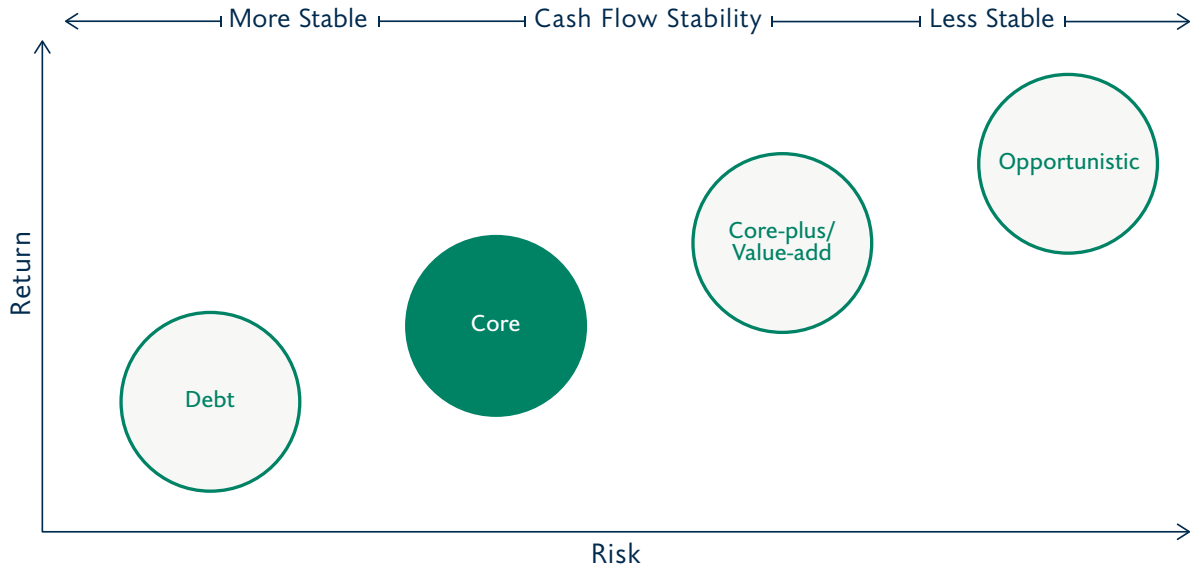 More Stable
Cash Flow Stability
Less Stable
Opportunistic
Core-plus/
Value-add
Return
Core
Debt
Risk